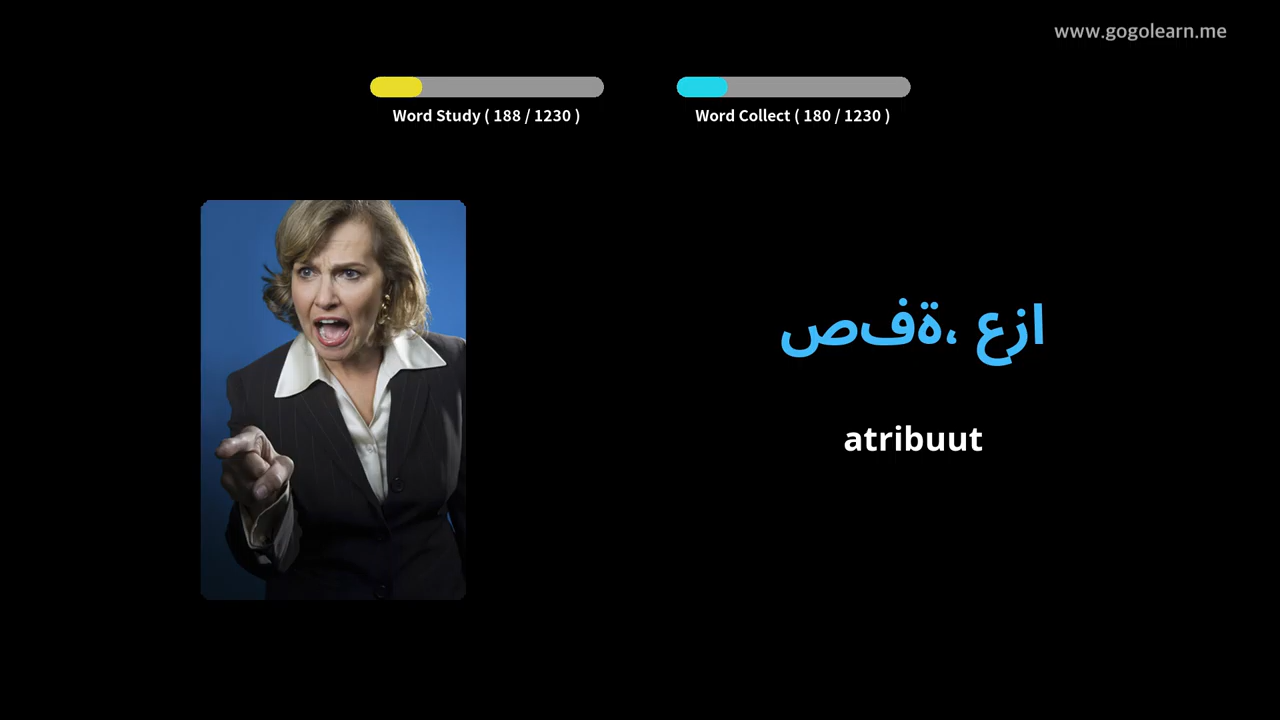 www.gogolearn.me
Word Study ( 188 / 1230 )
Word Collect ( 180 / 1230 )
ازع ،ةفص
atribuut